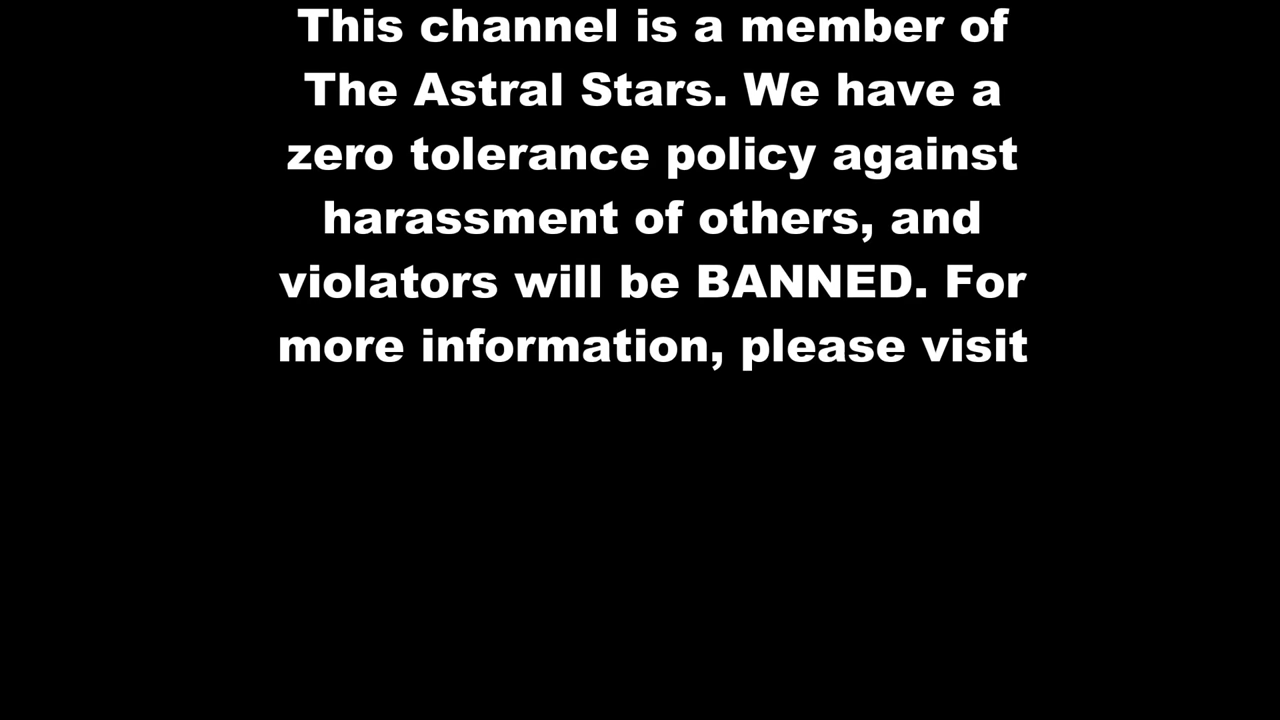 This channel is a member of
The Astral Stars. We have a
zero tolerance policy against
harassment of others, and
violators will be BANNED. For
more information, please visit